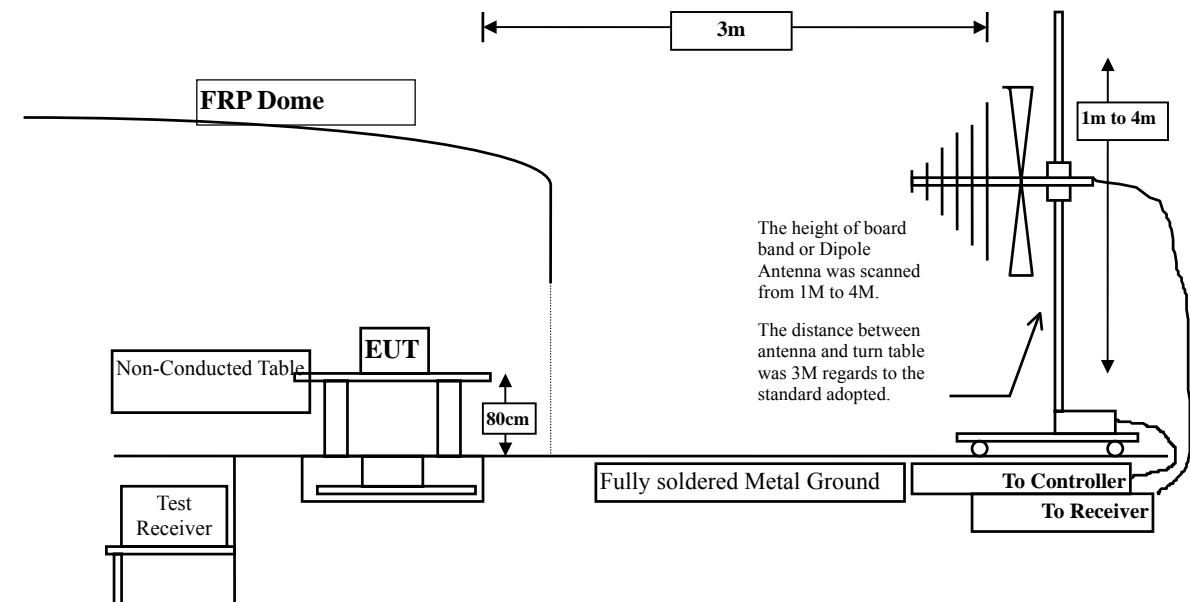 3m
FRP Dome
1m to 4m
The height of board
band or Dipole
Antenna was scanned
from 1M to 4M.
The distance between
antenna and turn table
was 3M regards to the
standard adopted.
EUT
Non-Conducted Table
80cm
Fully soldered Metal Ground
To Controller
To Receiver
Test
Receiver